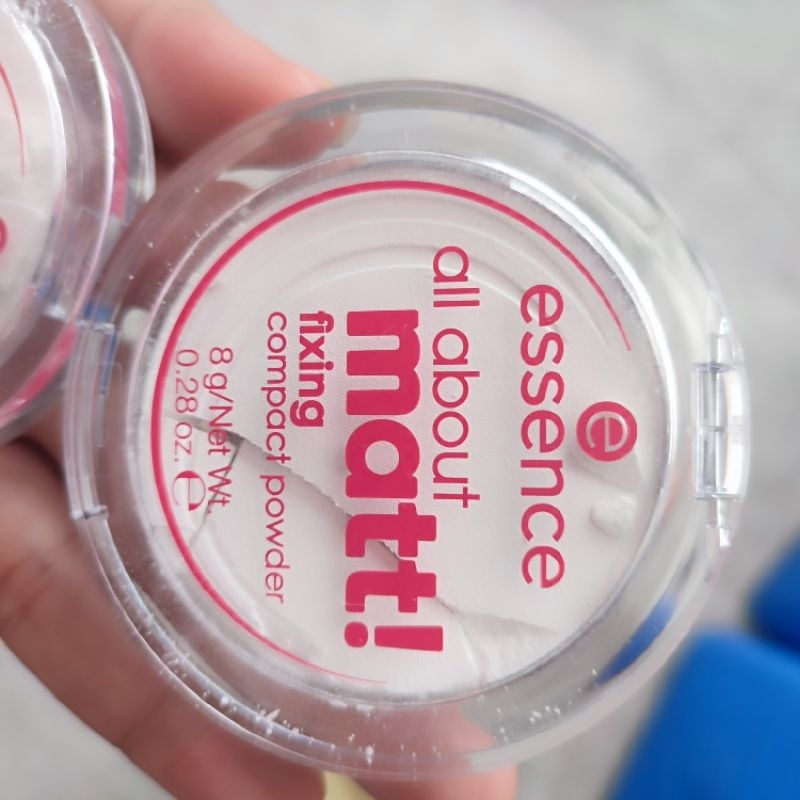 e
essence
all about
matt!
fixing
compact powder
8 g/Net Wt.
0.28 oz. ℮